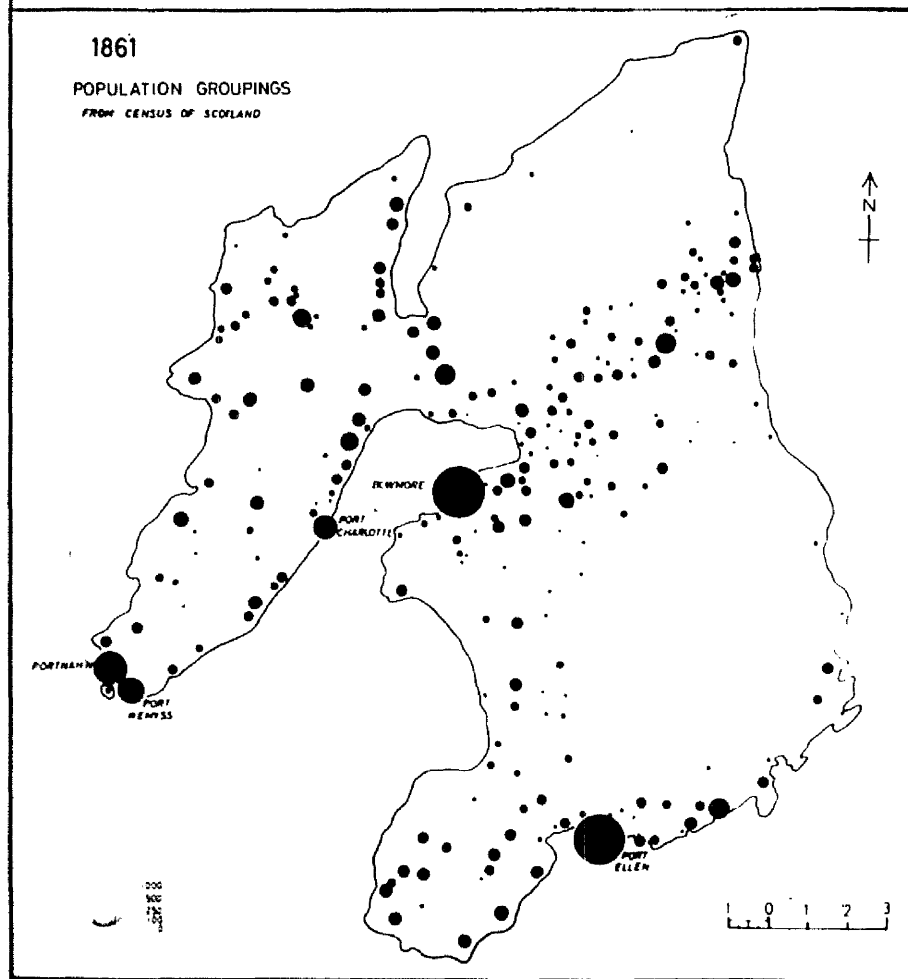 1861
POPULATION GROUPINGS
FROM CENSUS OF SCOTLAND
N
BOWMORE
PORT
CHARLOTTE
PORTNAH'N
PORT
WEMYSS
PORT
ELLEN
1 0 1 2 3